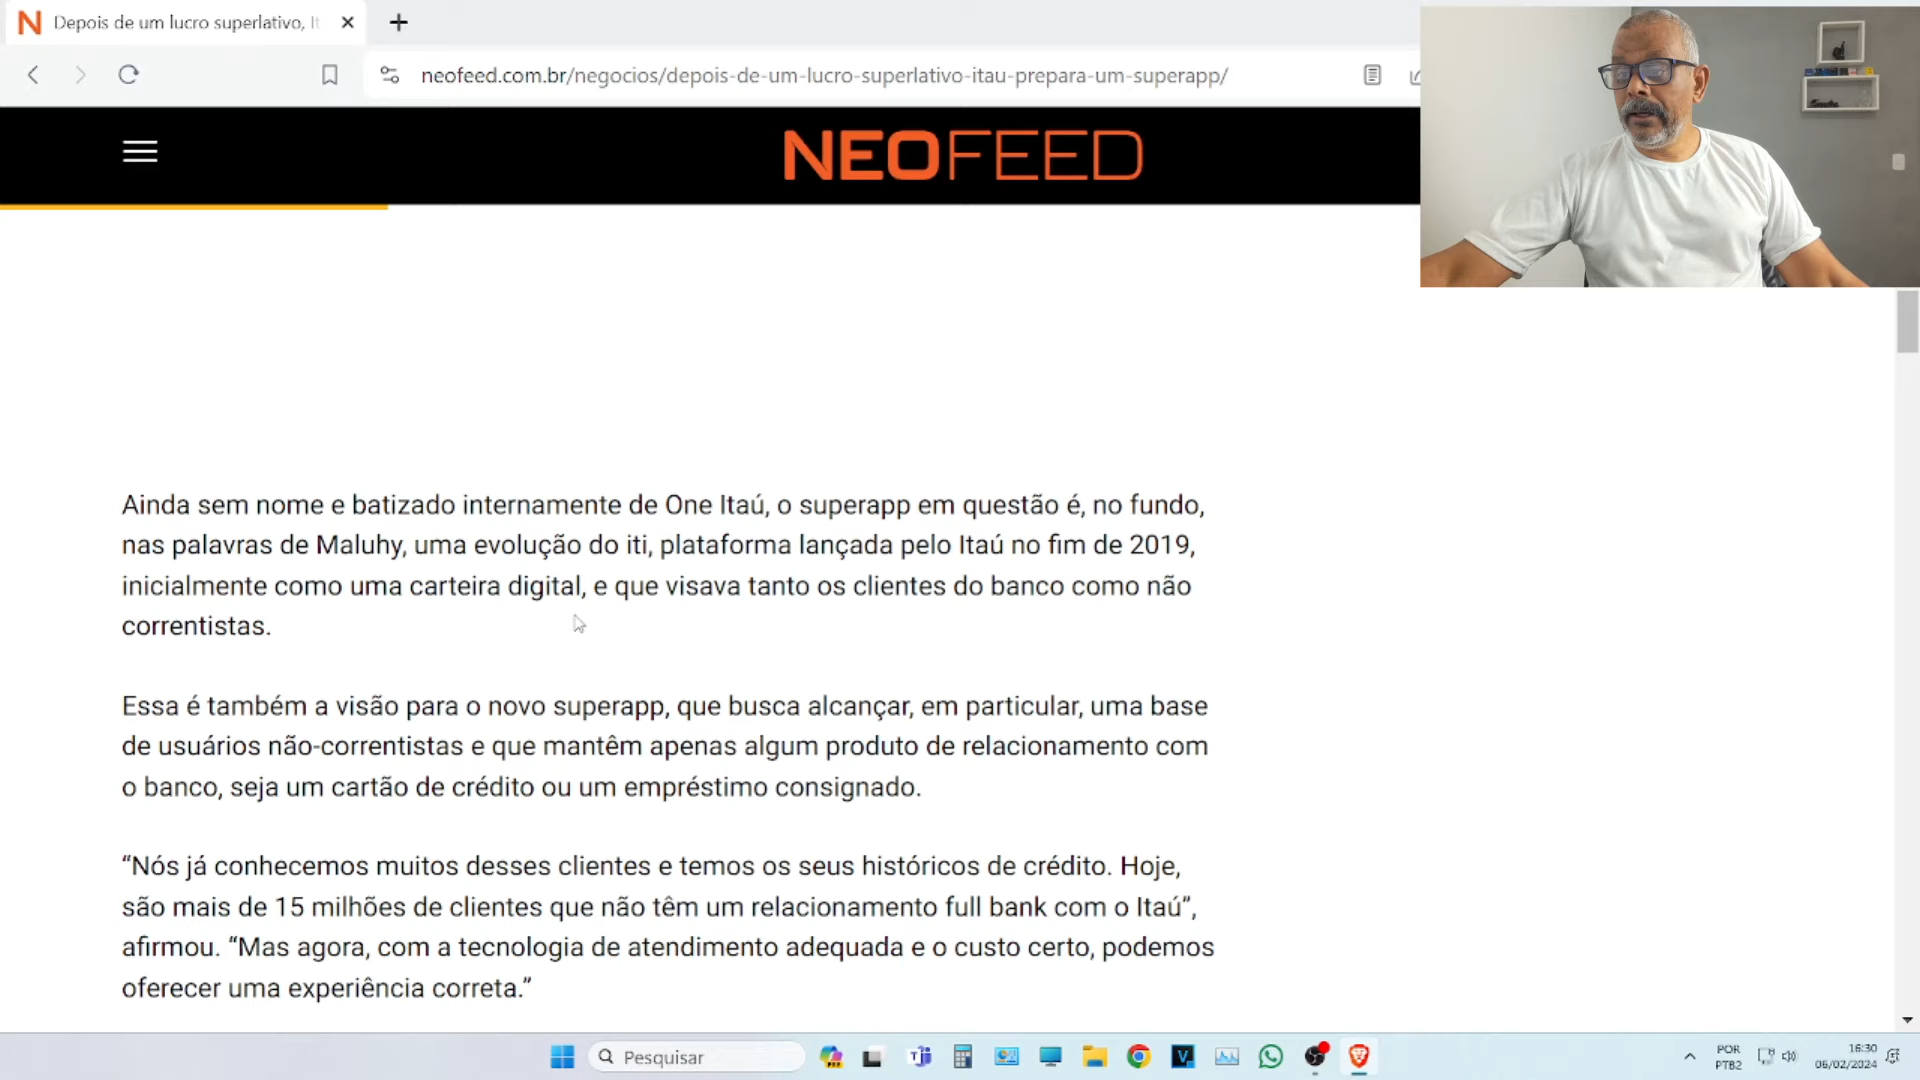 Depois de um lucro superlativo, It
neofeed.com.br/negocios/depois-de-um-lucro-superlativo-itau-prepara-um-superapp/
NEOFEED
Ainda sem nome e batizado internamente de One Itaú, o superapp em questão é, no fundo,
nas palavras de Maluhy, uma evolução do iti, plataforma lançada pelo Itaú no fim de 2019,
inicialmente como uma carteira digital, e que visava tanto os clientes do banco como não
correntistas.
Essa é também a visão para o novo superapp, que busca alcançar, em particular, uma base
de usuários não-correntistas e que mantêm apenas algum produto de relacionamento com
o banco, seja um cartão de crédito ou um empréstimo consignado.
“Nós já conhecemos muitos desses clientes e temos os seus históricos de crédito. Hoje,
são mais de 15 milhões de clientes que não têm um relacionamento full bank com o Itaú”,
afirmou. “Mas agora, com a tecnologia de atendimento adequada e o custo certo, podemos
oferecer uma experiência correta.”
Pesquisar
POR
PTB2
16:30
06/02/2024